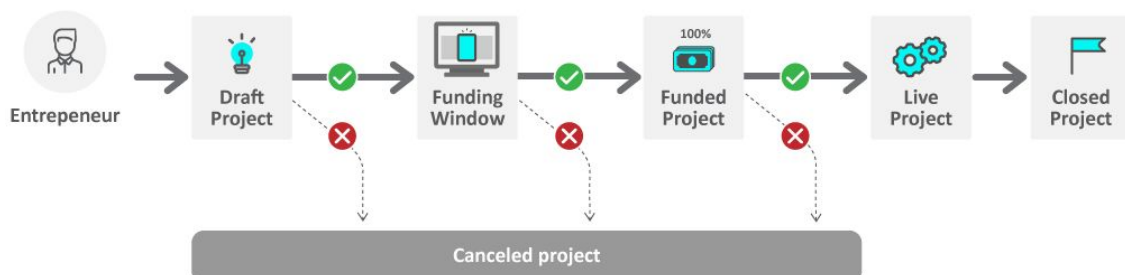 Entrepeneur
Draft
Project
Funding
Window
100%
Funded
Project
Live
Project
Closed
Project
Canceled project